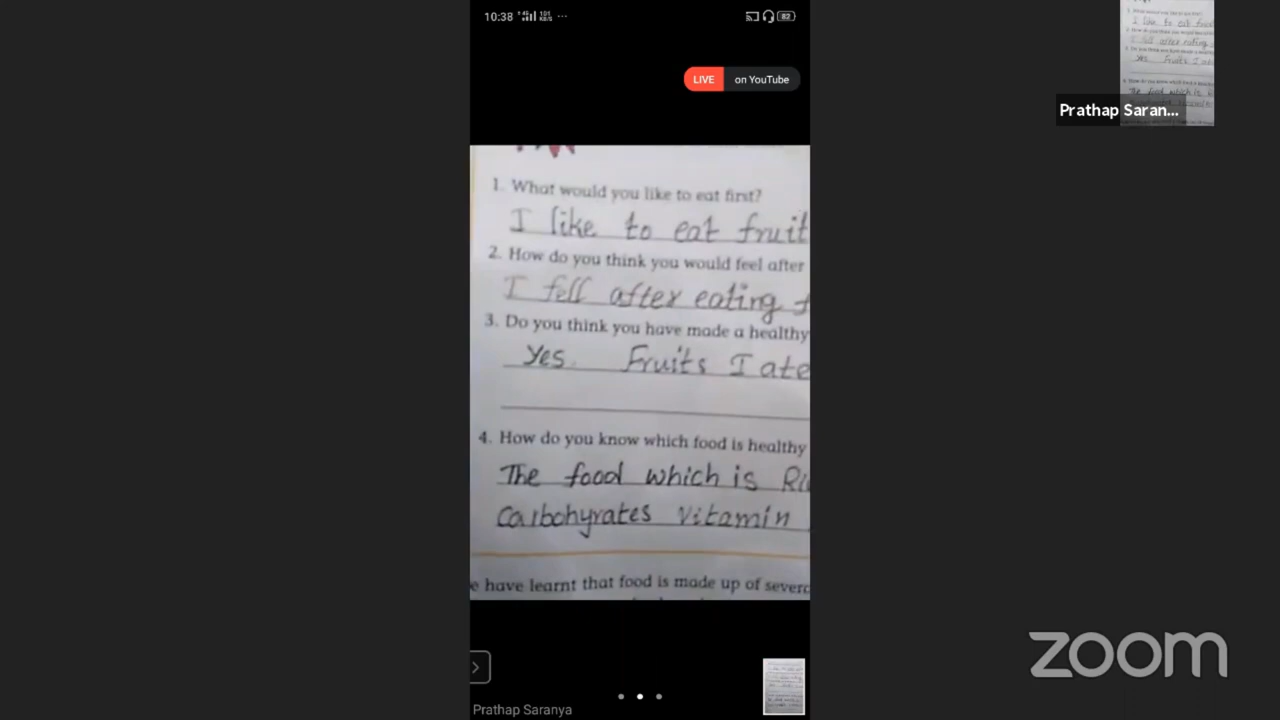 10:38
82
LIVE on YouTube
Prathap Saran...
1. What would you like to eat first?
I like to eat fruit
2. How do you think you would feel after
I fell after eating
3. Do you think you have made a healthy
Yes. Fruits I ate
4. How do you know which food is healthy
The food which is
Carbohyrates vitamin
e have learnt that food is made up of severa
Prathap Saranya
zoom